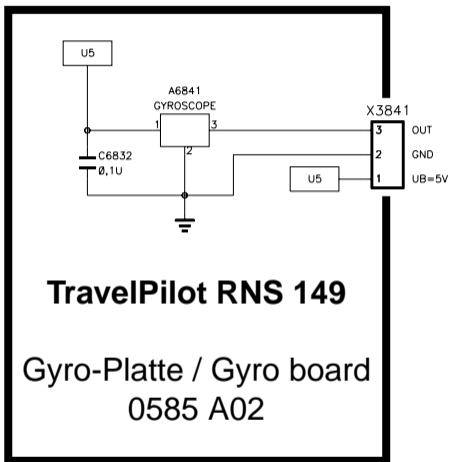 U5
A6841
GYROSCOPE
X3841
1
3
3 OUT
2
C6832
0,1U
2 GND
U5
1 UB=5V
TravelPilot RNS 149
Gyro-Platte / Gyro board
0585 A02